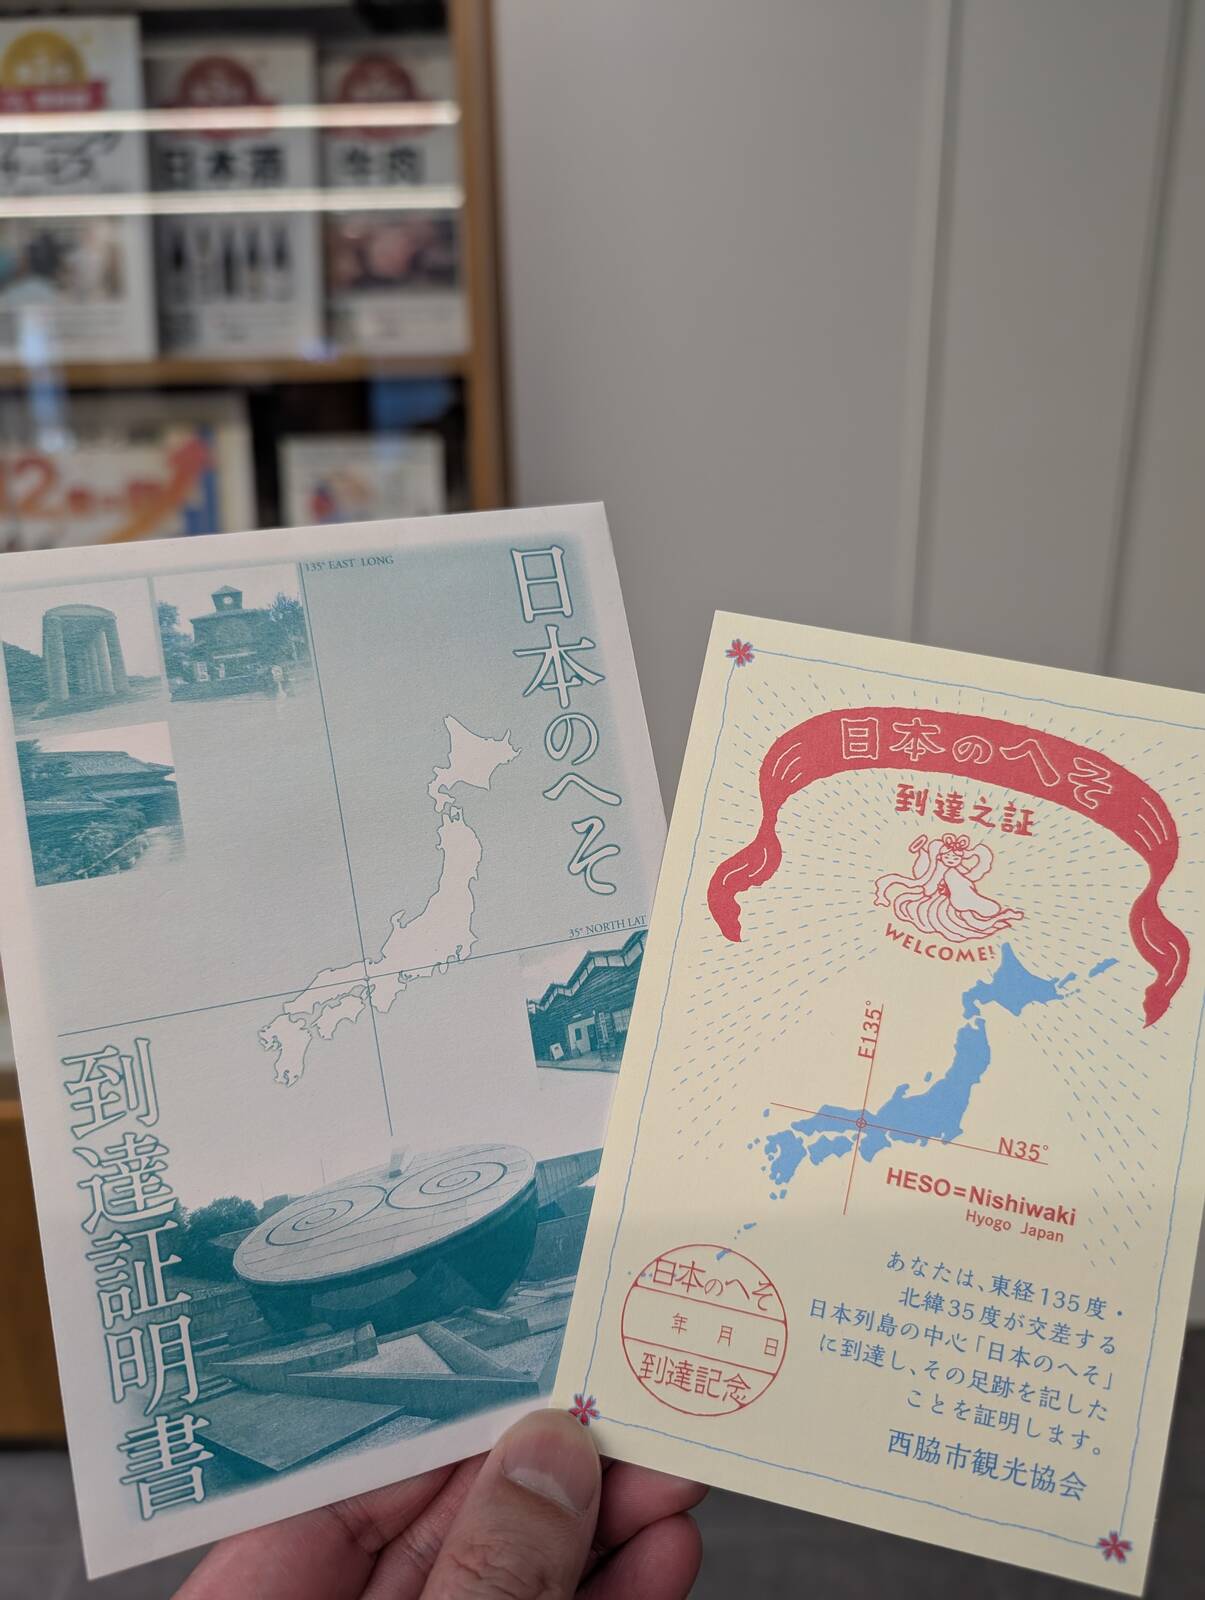 サービス
日本酒
牛肉
12
135° EAST LONG
日本のへそ
35° NORTH LAT
到達証明書
日本のへそ
到達之証
WELCOME!
E135°
N35°
HESO=Nishiwaki
Hyogo Japan
日本のへそ
年 月 日
到達記念
あなたは、東経135度・
北緯35度が交差する
日本列島の中心「日本のへそ」
に到達し、その足跡を記した
ことを証明します。
西脇市観光協会